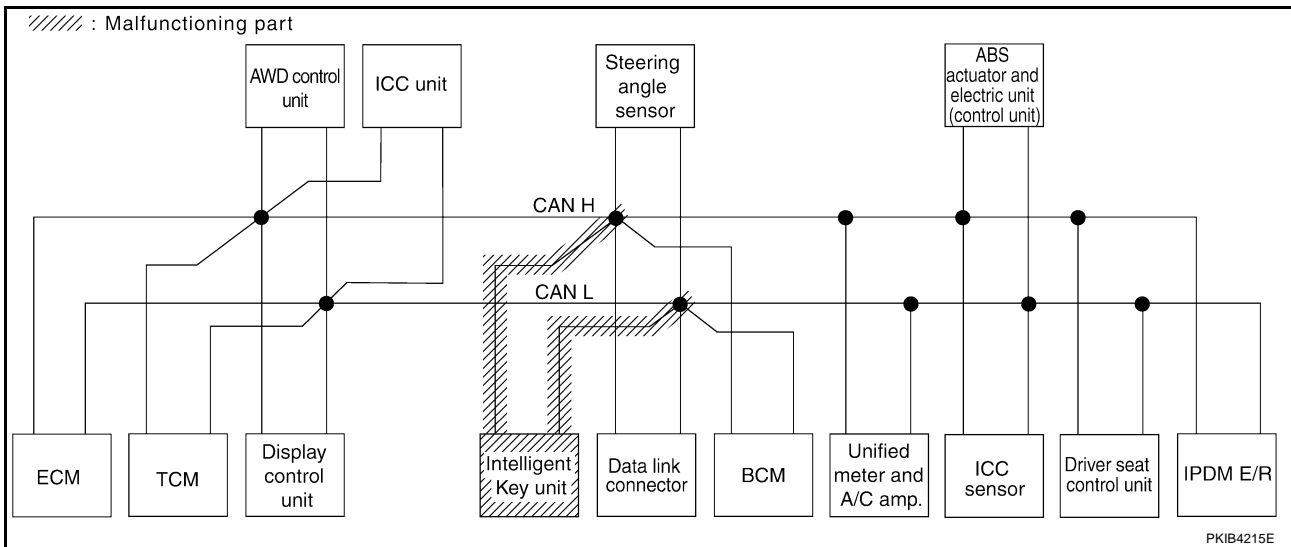 : Malfunctioning part
AWD control
unit
ICC unit
Steering
angle
sensor
ABS
actuator and
electric unit
(control unit)
CAN H
CAN L
ECM
TCM
Display
control
unit
Intelligent
Key unit
Data link
connector
BCM
Unified
meter and
A/C amp.
ICC
sensor
Driver seat
control unit
IPDM E/R
PKIB4215E